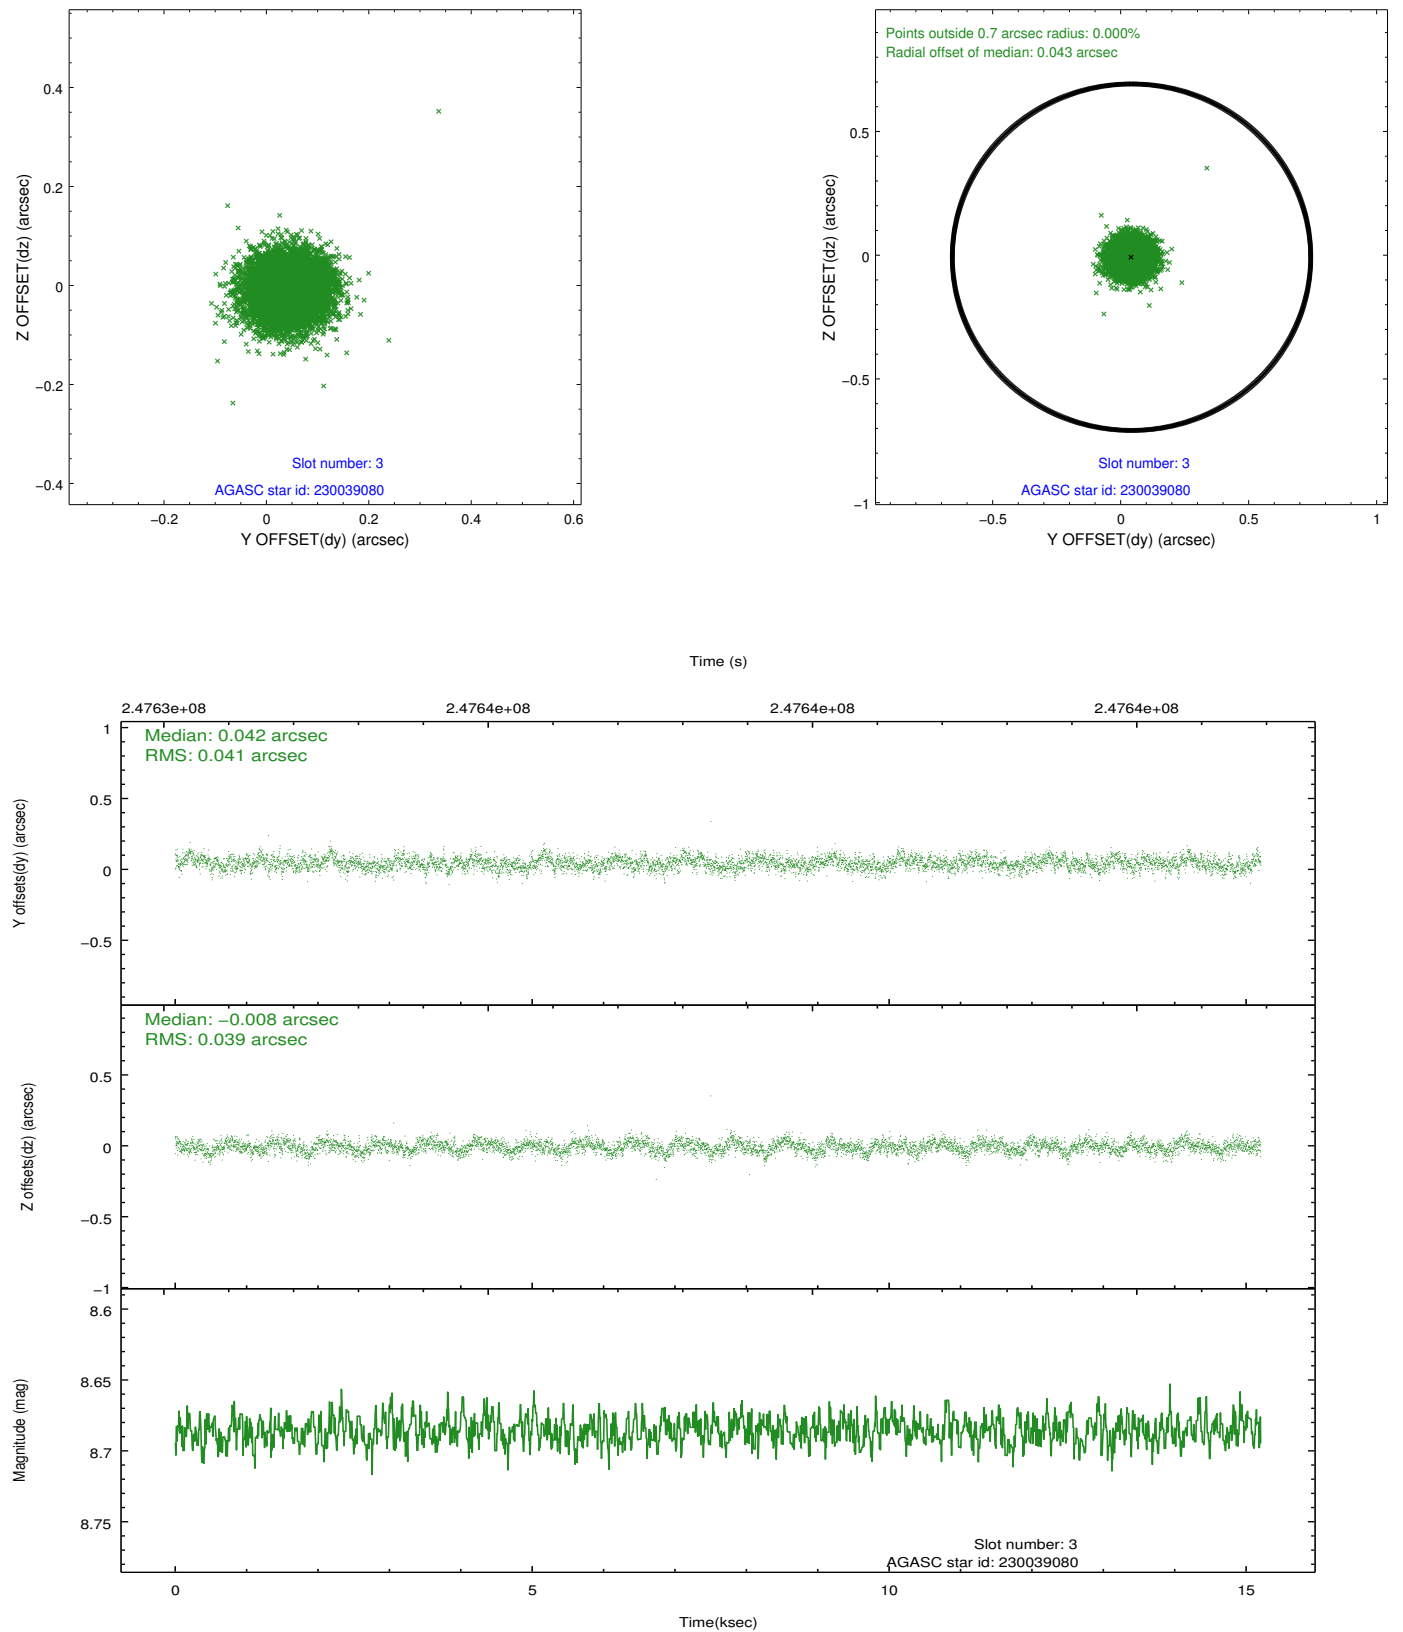 0.4
0.2
0
−0.2
−0.4
Z OFFSET(dz) (arcsec)
Slot number: 3
AGASC star id: 230039080
−0.2 0 0.2 0.4 0.6
Y OFFSET(dy) (arcsec)
Points outside 0.7 arcsec radius: 0.000%
Radial offset of median: 0.043 arcsec
0.5
0
−0.5
−1
Z OFFSET(dz) (arcsec)
Slot number: 3
AGASC star id: 230039080
−0.5 0 0.5 1
Y OFFSET(dy) (arcsec)
Time (s)
2.4763e+08 2.4764e+08 2.4764e+08 2.4764e+08
Median: 0.042 arcsec
RMS: 0.041 arcsec
1
0.5
0
−0.5
Y offsets(dy) (arcsec)
Median: −0.008 arcsec
RMS: 0.039 arcsec
0.5
0
−0.5
−1
Z offsets(dz) (arcsec)
8.6
8.65
8.7
8.75
Magnitude (mag)
Slot number: 3
AGASC star id: 230039080
0 5 10 15
Time(ksec)